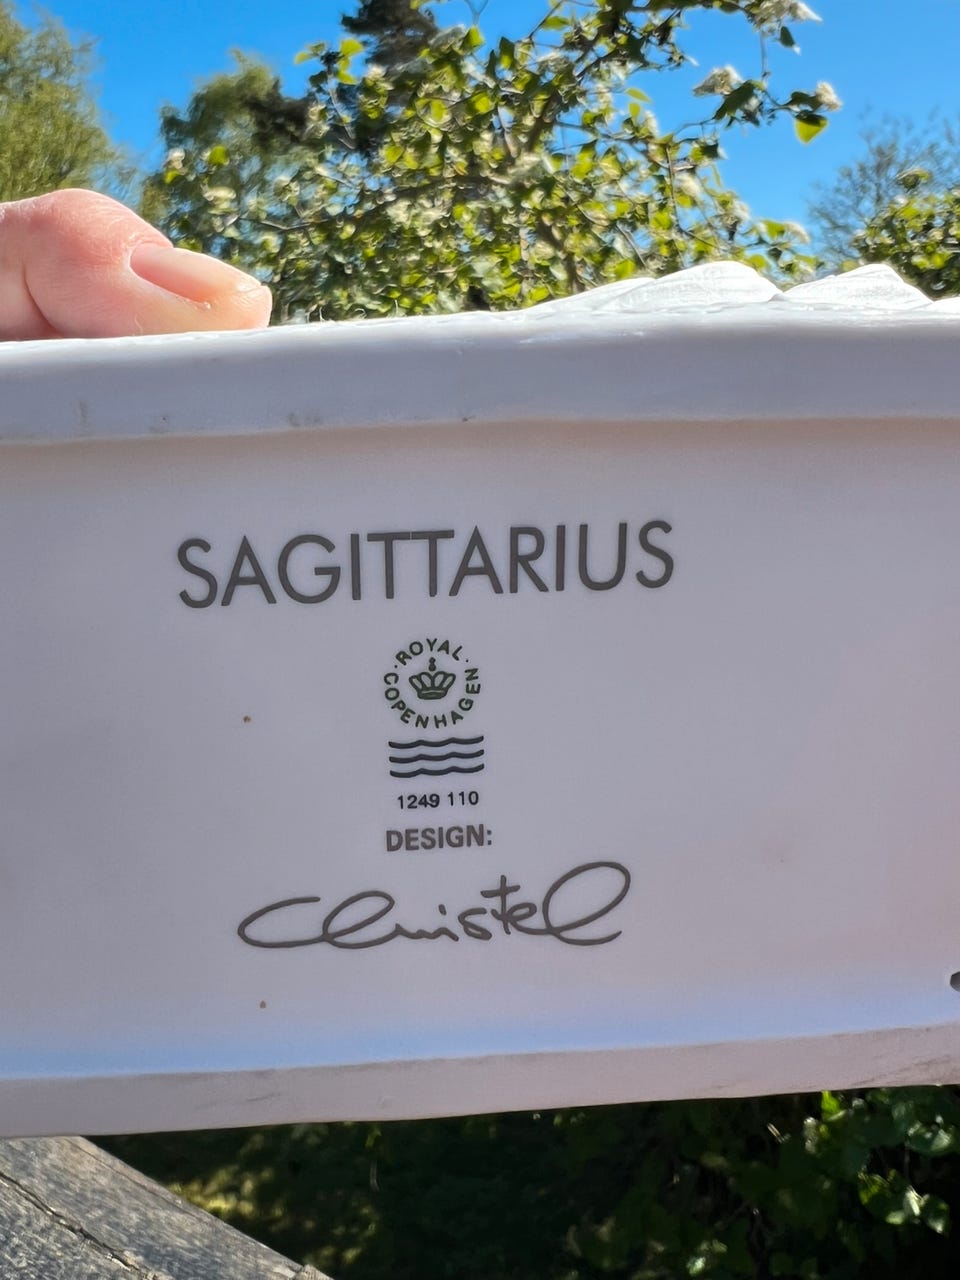 SAGITTARIUS
ROYAL
COPENHAGEN
1249 110
DESIGN:
Christel